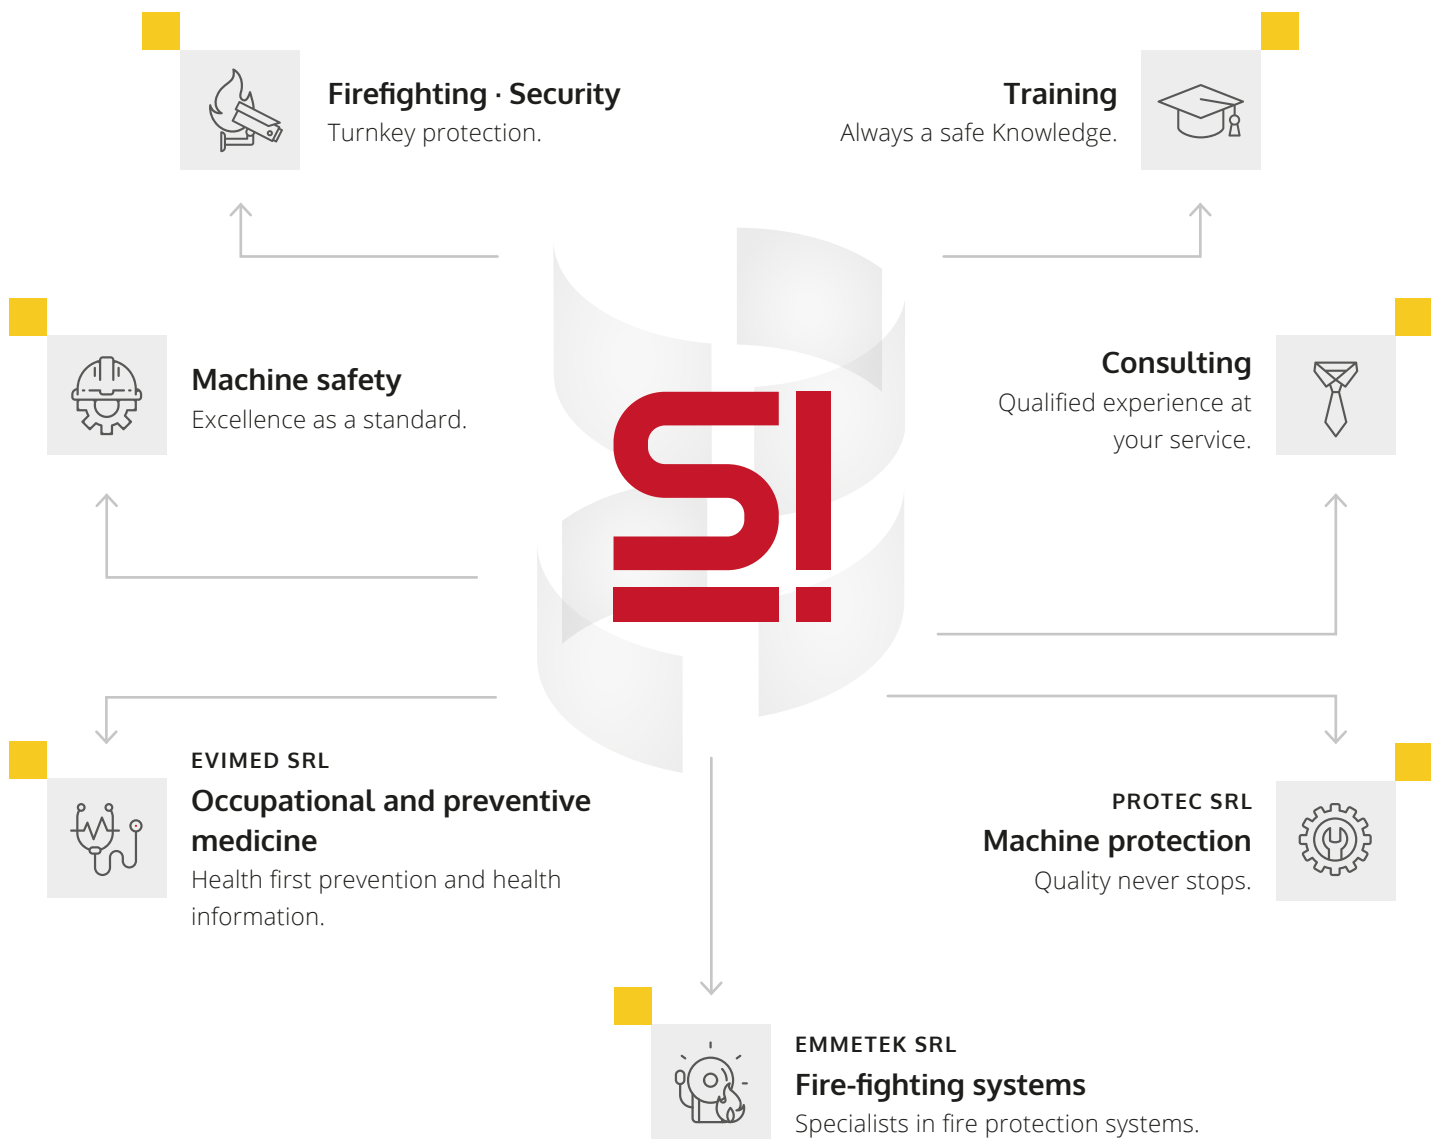 Firefighting · Security
Turnkey protection.
Training
Always a safe Knowledge.
Machine safety
Excellence as a standard.
Consulting
Qualified experience at
your service.
SI
EVIMED SRL
Occupational and preventive
medicine
Health first prevention and health
information.
PROTEC SRL
Machine protection
Quality never stops.
EMMETEK SRL
Fire-fighting systems
Specialists in fire protection systems.